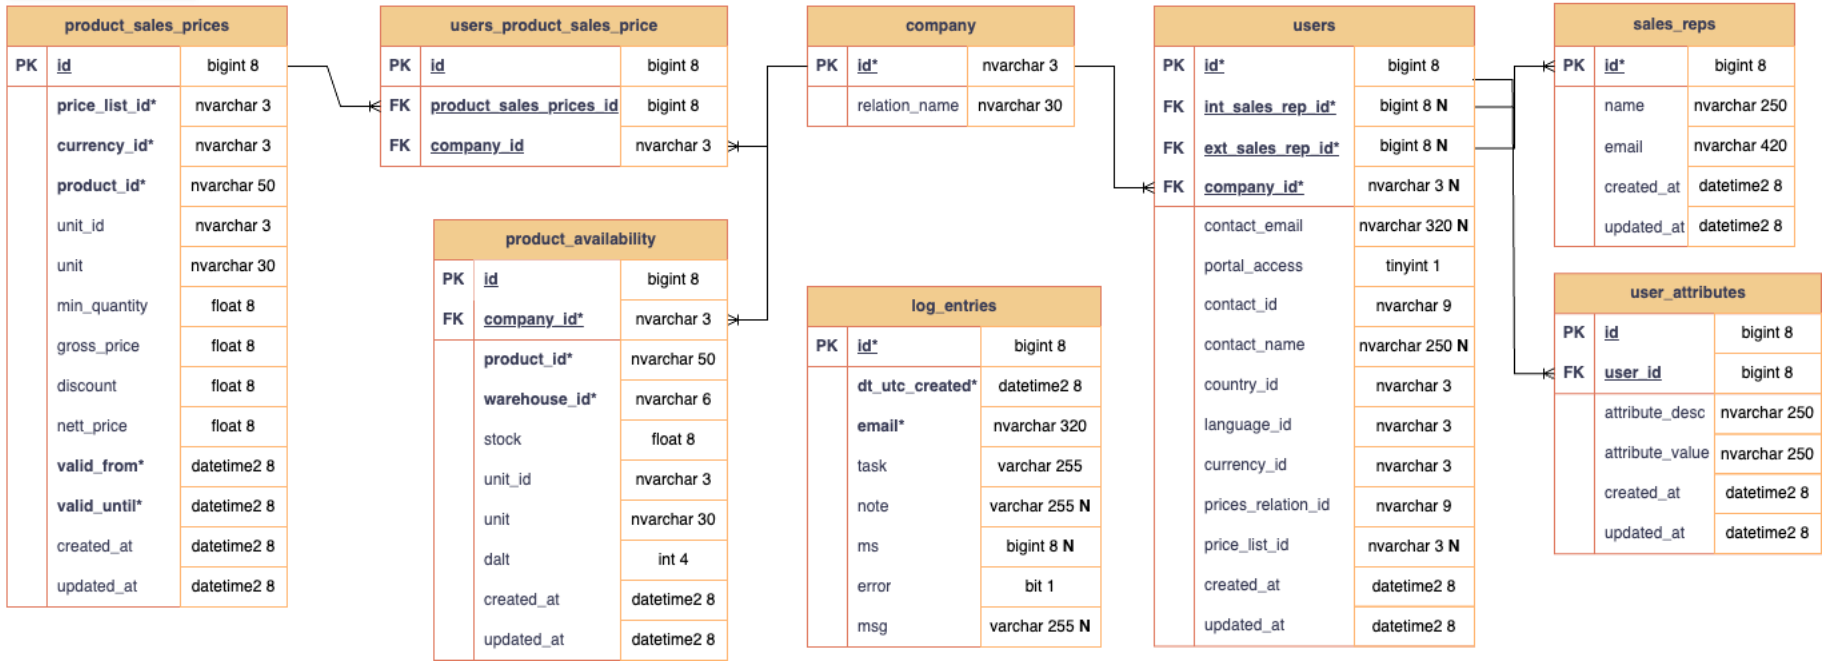 product_sales_prices
PK id bigint 8
price_list_id* nvarchar 3
currency_id* nvarchar 3
product_id* nvarchar 50
unit_id nvarchar 3
unit nvarchar 30
min_quantity float 8
gross_price float 8
discount float 8
nett_price float 8
valid_from* datetime2 8
valid_until* datetime2 8
created_at datetime2 8
updated_at datetime2 8
users_product_sales_price
PK id bigint 8
FK product_sales_prices_id bigint 8
FK company_id nvarchar 3
product_availability
PK id bigint 8
FK company_id* nvarchar 3
product_id* nvarchar 50
warehouse_id* nvarchar 6
stock float 8
unit_id nvarchar 3
unit nvarchar 30
dalt int 4
created_at datetime2 8
updated_at datetime2 8
company
PK id* nvarchar 3
relation_name nvarchar 30
log_entries
PK id* bigint 8
dt_utc_created* datetime2 8
email* nvarchar 320
task varchar 255
note varchar 255 N
ms bigint 8 N
error bit 1
msg varchar 255 N
users
PK id* bigint 8
FK int_sales_rep_id* bigint 8 N
FK ext_sales_rep_id* bigint 8 N
FK company_id* nvarchar 3 N
contact_email nvarchar 320 N
portal_access tinyint 1
contact_id nvarchar 9
contact_name nvarchar 250 N
country_id nvarchar 3
language_id nvarchar 3
currency_id nvarchar 3
prices_relation_id nvarchar 9
price_list_id nvarchar 3 N
created_at datetime2 8
updated_at datetime2 8
sales_reps
PK id* bigint 8
name nvarchar 250
email nvarchar 420
created_at datetime2 8
updated_at datetime2 8
user_attributes
PK id bigint 8
FK user_id bigint 8
attribute_desc nvarchar 250
attribute_value nvarchar 250
created_at datetime2 8
updated_at datetime2 8